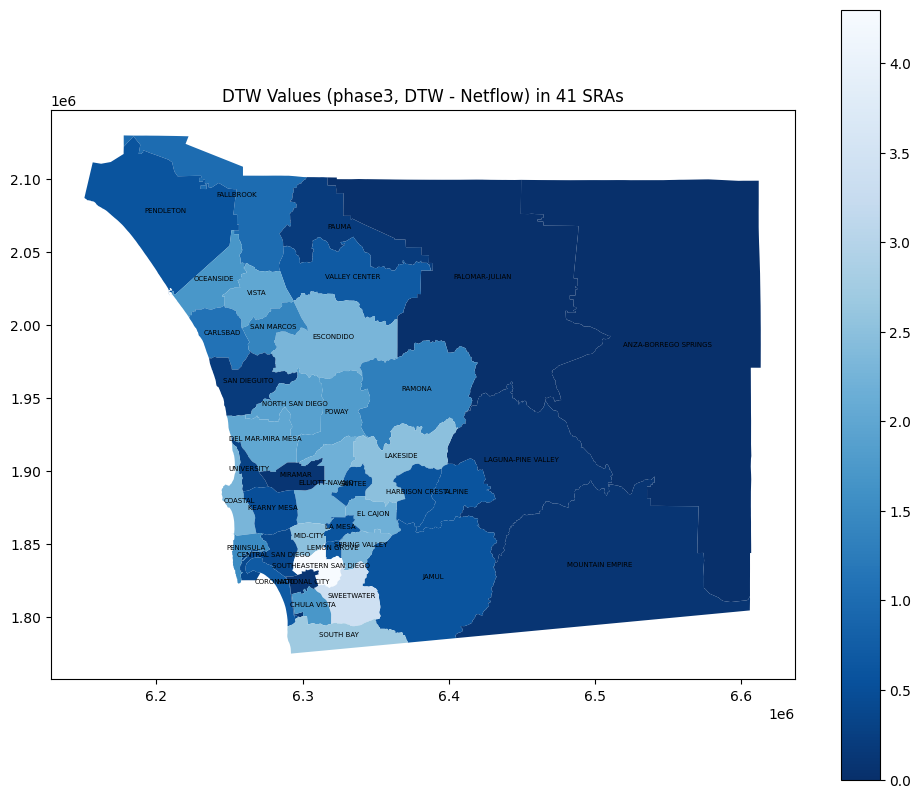 DTW Values (phase3, DTW - Netflow) in 41 SRAs
1e6
2.10
2.05
2.00
1.95
1.90
1.85
1.80
6.2
6.3
6.4
6.5
6.6
1e6
4.0
3.5
3.0
2.5
2.0
1.5
1.0
0.5
0.0
FALLBROOK
PENDLETON
PAUMA
OCEANSIDE
VALLEY CENTER
PALOMAR-JULIAN
VISTA
SAN MARCOS
CARLSBAD
ESCONDIDO
ANZA-BORREGO SPRINGS
SAN DIEGUITO
RAMONA
NORTH SAN DIEGO
POWAY
DEL MAR-MIRA MESA
LAKESIDE
LAGUNA-PINE VALLEY
UNIVERSITY
MIRAMAR
ELLIOTT-NAVAJO
HARBISON CREST
ALPINE
COASTAL
KEARNY MESA
EL CAJON
LA MESA
MID-CITY
SPRING VALLEY
PENINSULA
LEMON GROVE
CENTRAL SAN DIEGO
SOUTHEASTERN SAN DIEGO
MOUNTAIN EMPIRE
CORONADO
NATIONAL CITY
JAMUL
SWEETWATER
CHULA VISTA
SOUTH BAY